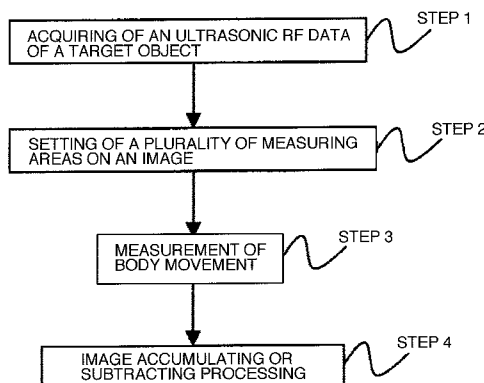 ACQUIRING OF AN ULTRASONIC RF DATA
OF A TARGET OBJECT
STEP 1
SETTING OF A PLURALITY OF MEASURING
AREAS ON AN IMAGE
STEP 2
MEASUREMENT OF
BODY MOVEMENT
STEP 3
IMAGE ACCUMULATING OR
SUBTRACTING PROCESSING
STEP 4